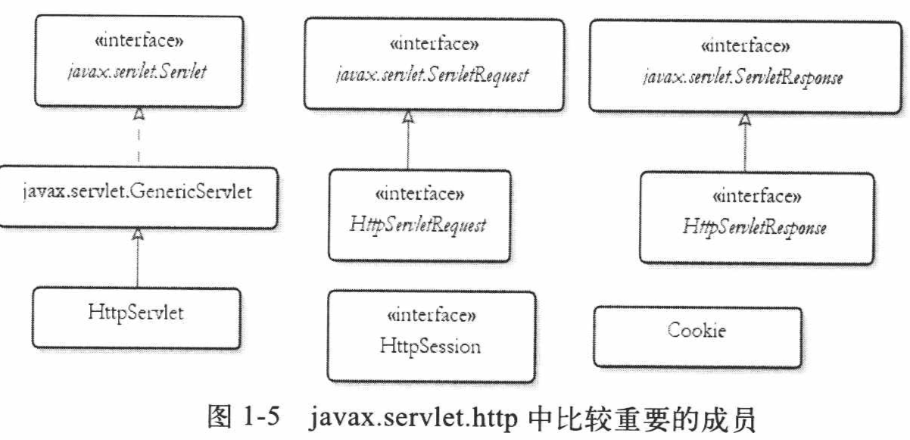 «interface»
javax.servlet.Servlet
«interface»
javax.servlet.ServletRequest
«interface»
javax.servlet.ServletResponse
javax.servlet.GenericServlet
«interface»
HttpServletRequest
«interface»
HttpServletResponse
HttpServlet
«interface»
HttpSession
Cookie
图 1-5 javax.servlet.http 中比较重要的成员